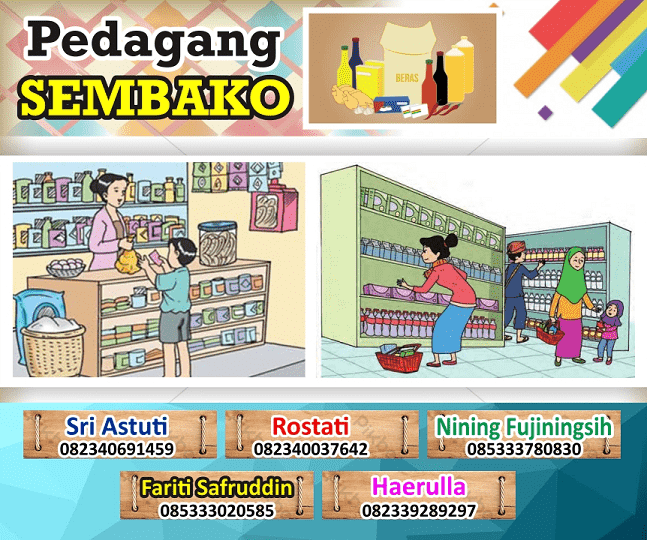 Pedagang
SEMBAKO
BERAS
Sri Astuti
082340691459
Rostati
082340037642
Nining Fujiningsih
085333780830
Fariti Safruddin
085333020585
Haerulla
082339289297